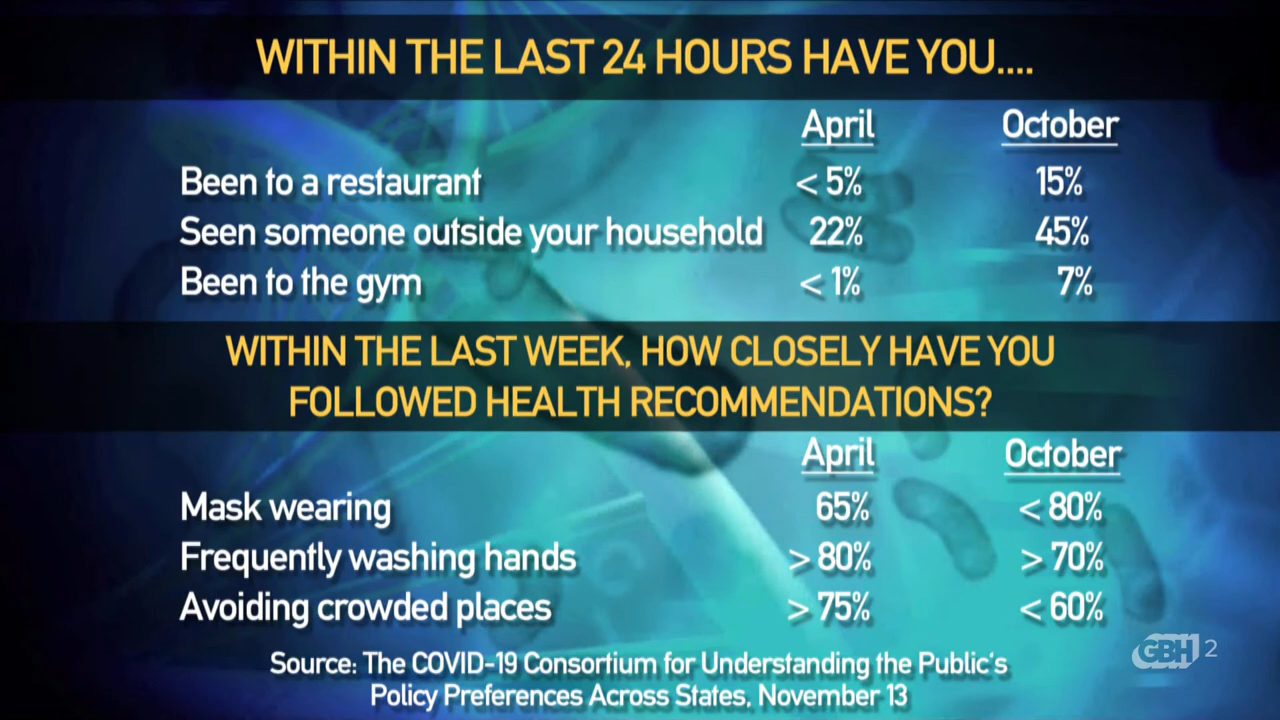 WITHIN THE LAST 24 HOURS HAVE YOU....
April October
Been to a restaurant < 5% 15%
Seen someone outside your household 22% 45%
Been to the gym < 1% 7%
WITHIN THE LAST WEEK, HOW CLOSELY HAVE YOU
FOLLOWED HEALTH RECOMMENDATIONS?
April October
Mask wearing 65% < 80%
Frequently washing hands > 80% > 70%
Avoiding crowded places > 75% < 60%
Source: The COVID-19 Consortium for Understanding the Public's
Policy Preferences Across States, November 13
GBH 2